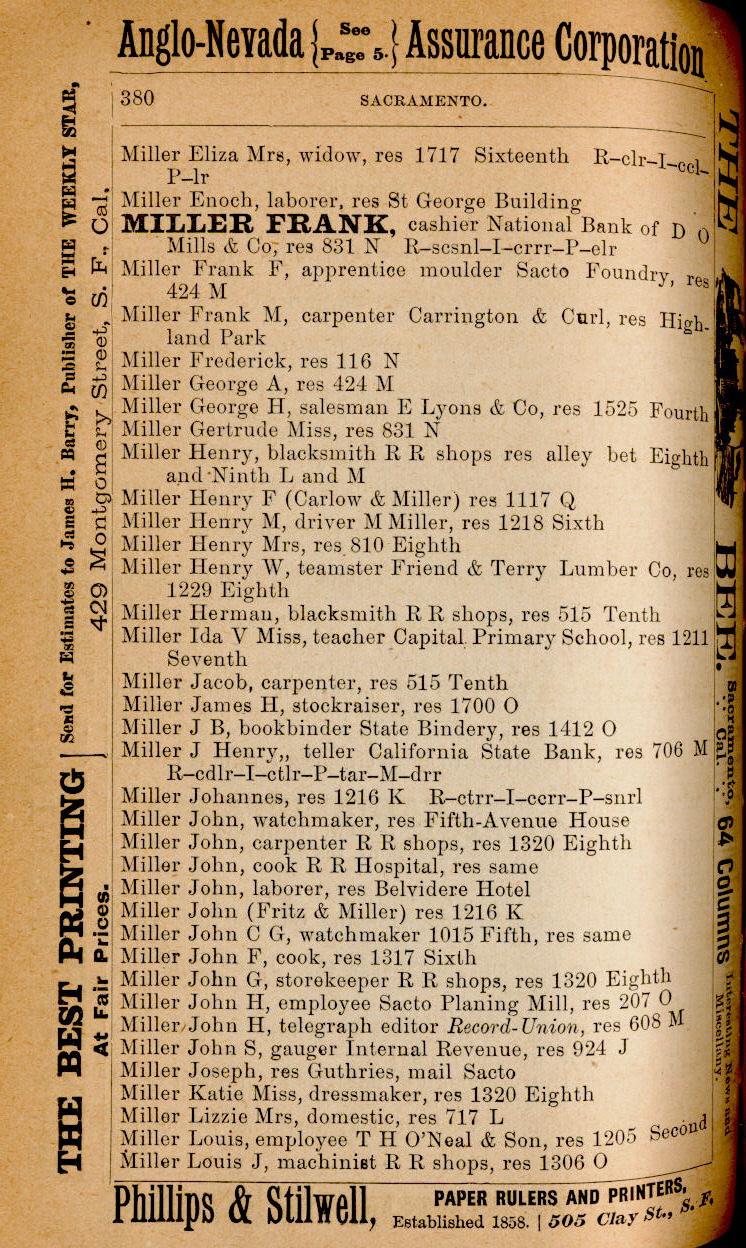 Anglo-Nevada { See Page 5. } Assurance Corporation
380 SACRAMENTO.
Miller Eliza Mrs, widow, res 1717 Sixteenth R-clr-I-ccl-
P-lr
Miller Enoch, laborer, res St George Building
MILLER FRANK, cashier National Bank of D O
Mills & Co, res 831 N R-scsnl-I-crrr-P-elr
Miller Frank F, apprentice moulder Sacto Foundry, res
424 M
Miller Frank M, carpenter Carrington & Curl, res High-
land Park
Miller Frederick, res 116 N
Miller George A, res 424 M
Miller George H, salesman E Lyons & Co, res 1525 Fourth
Miller Gertrude Miss, res 831 N
Miller Henry, blacksmith R R shops res alley bet Eighth
and Ninth L and M
Miller Henry F (Carlow & Miller) res 1117 Q
Miller Henry M, driver M Miller, res 1218 Sixth
Miller Henry Mrs, res 810 Eighth
Miller Henry W, teamster Friend & Terry Lumber Co, res
1229 Eighth
Miller Herman, blacksmith R R shops, res 515 Tenth
Miller Ida V Miss, teacher Capital Primary School, res 1211
Seventh
Miller Jacob, carpenter, res 515 Tenth
Miller James H, stockraiser, res 1700 O
Miller J B, bookbinder State Bindery, res 1412 O
Miller J Henry,, teller California State Bank, res 706 M
R-cdlr-I-ctlr-P-tar-M-drr
Miller Johannes, res 1216 K R-ctrr-I-ccrr-P-snrl
Miller John, watchmaker, res Fifth-Avenue House
Miller John, carpenter R R shops, res 1320 Eighth
Miller John, cook R R Hospital, res same
Miller John, laborer, res Belvidere Hotel
Miller John (Fritz & Miller) res 1216 K
Miller John C G, watchmaker 1015 Fifth, res same
Miller John F, cook, res 1317 Sixth
Miller John G, storekeeper R R shops, res 1320 Eighth
Miller John H, employee Sacto Planing Mill, res 207 O
Miller John H, telegraph editor Record-Union, res 608 M
Miller John S, gauger Internal Revenue, res 924 J
Miller Joseph, res Guthries, mail Sacto
Miller Katie Miss, dressmaker, res 1320 Eighth
Miller Lizzie Mrs, domestic, res 717 L
Miller Louis, employee T H O'Neal & Son, res 1205 Second
Miller Louis J, machinist R R shops, res 1306 O
Phillips & Stilwell, PAPER RULERS AND PRINTERS,
Established 1858. | 505 Clay St., S. F.
THE BEST PRINTING
At Fair Prices.
Send for Estimates to James H. Barry, Publisher of THE WEEKLY STAR,
429 Montgomery Street, S. F., Cal.
THE BEE.
Sacramento,
Cal.
64 Columns
Interesting News and
Miscellany.